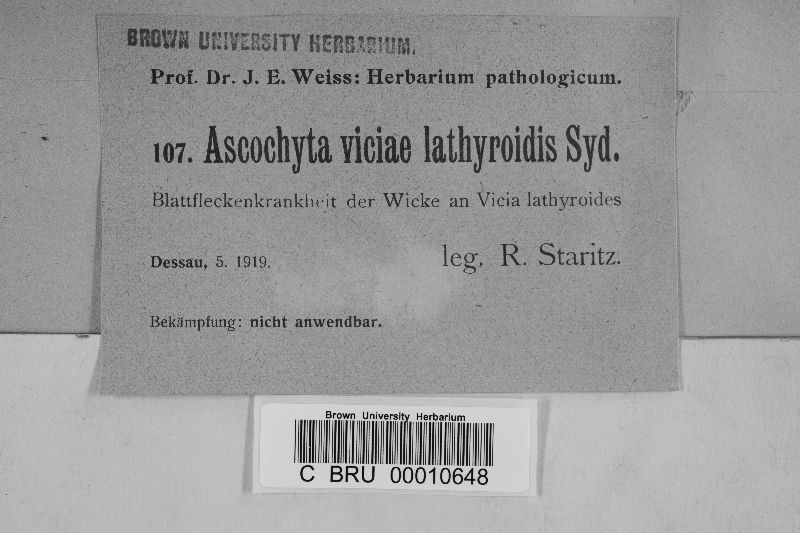 BROWN UNIVERSITY HERBARIUM.
Prof. Dr. J. E. Weiss: Herbarium pathologicum.
107. Ascochyta viciae lathyroidis Syd.
Blattfleckenkrankheit der Wicke an Vicia lathyroides
Dessau, 5. 1919. leg. R. Staritz.
Bekämpfung: nicht anwendbar.
Brown University Herbarium
C BRU 00010648